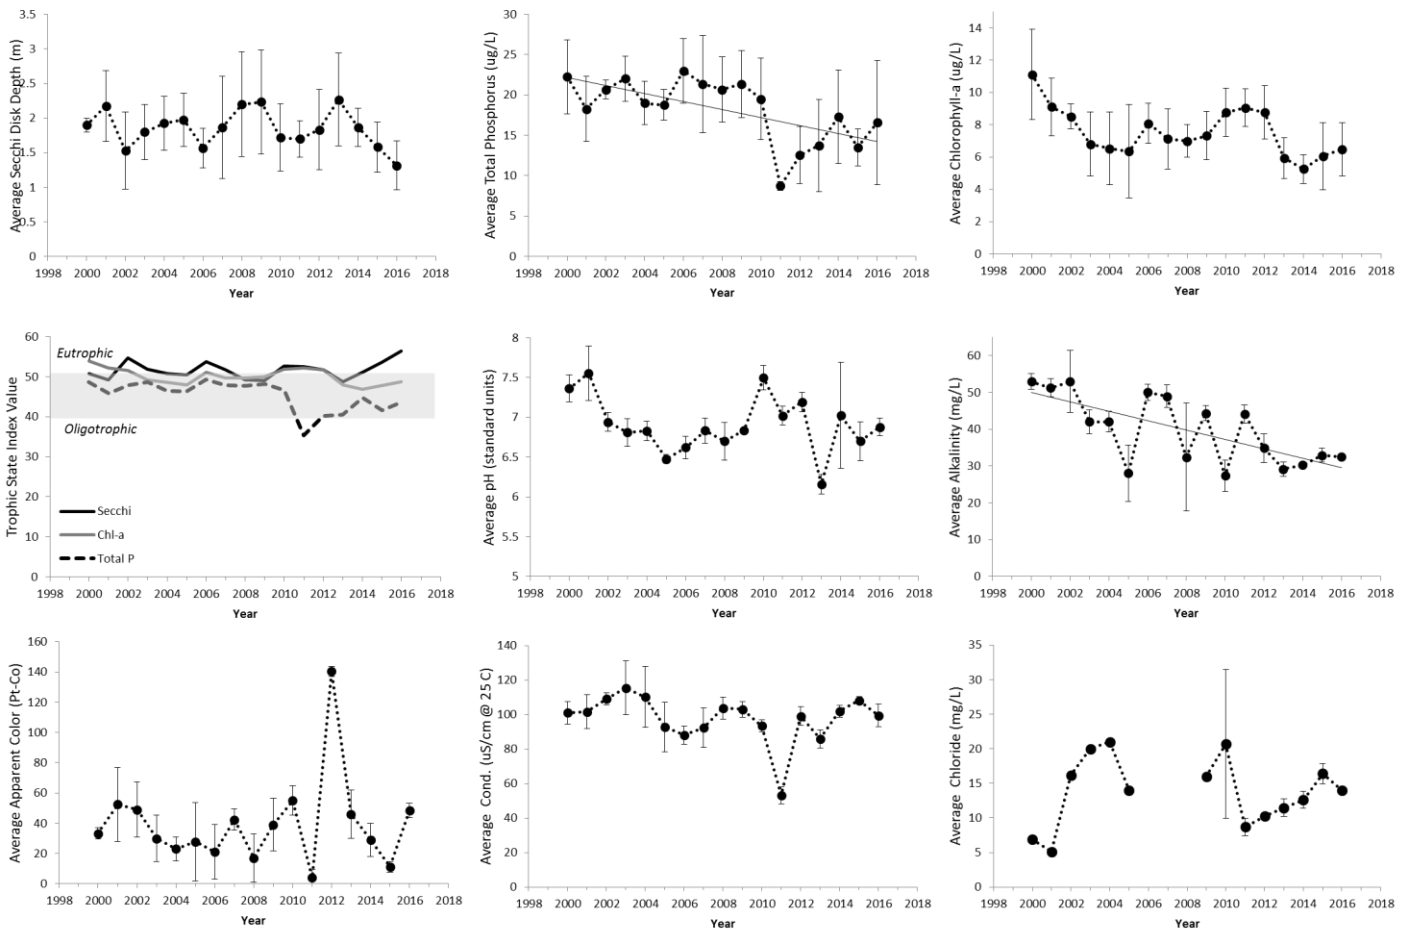 Average Secchi Disk Depth (m)
3.5
3
2.5
2
1.5
1
0.5
0
1998 2000 2002 2004 2006 2008 2010 2012 2014 2016 2018
Year
Average Total Phosphorus (ug/L)
30
25
20
15
10
5
0
1998 2000 2002 2004 2006 2008 2010 2012 2014 2016 2018
Year
Average Chlorophyll-a (ug/L)
14
12
10
8
6
4
2
0
1998 2000 2002 2004 2006 2008 2010 2012 2014 2016 2018
Year
Trophic State Index Value
60
50
40
30
20
10
0
Eutrophic
Oligotrophic
Secchi
Chl-a
Total P
1998 2000 2002 2004 2006 2008 2010 2012 2014 2016 2018
Year
Average pH (standard units)
8
7.5
7
6.5
6
5.5
5
1998 2000 2002 2004 2006 2008 2010 2012 2014 2016 2018
Year
Average Alkalinity (mg/L)
60
50
40
30
20
10
0
1998 2000 2002 2004 2006 2008 2010 2012 2014 2016 2018
Year
Average Apparent Color (Pt-Co)
160
140
120
100
80
60
40
20
0
1998 2000 2002 2004 2006 2008 2010 2012 2014 2016 2018
Year
Average Cond. (uS/cm @ 25 C)
140
120
100
80
60
40
20
0
1998 2000 2002 2004 2006 2008 2010 2012 2014 2016 2018
Year
Average Chloride (mg/L)
35
30
25
20
15
10
5
0
1998 2000 2002 2004 2006 2008 2010 2012 2014 2016 2018
Year